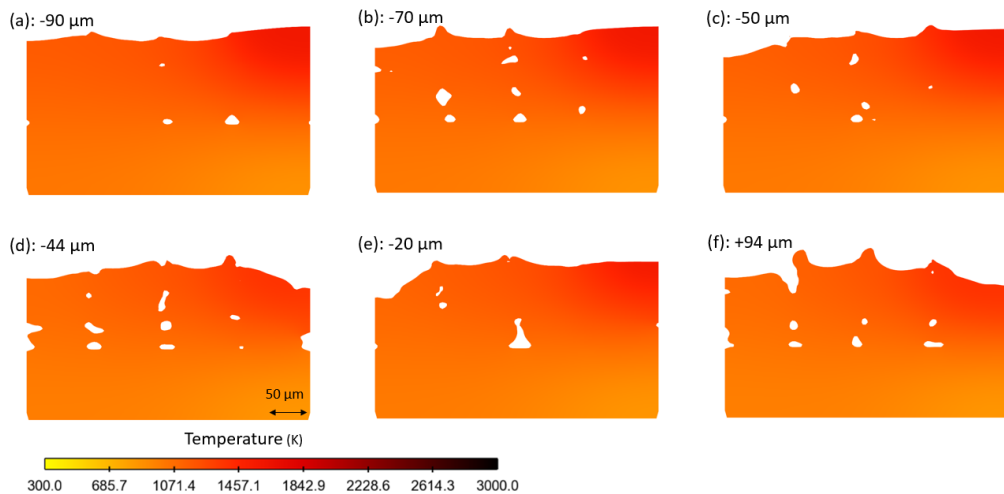 (a): -90 µm
(b): -70 µm
(c): -50 µm
(d): -44 µm
(e): -20 µm
(f): +94 µm
50 µm
Temperature (K)
300.0 685.7 1071.4 1457.1 1842.9 2228.6 2614.3 3000.0